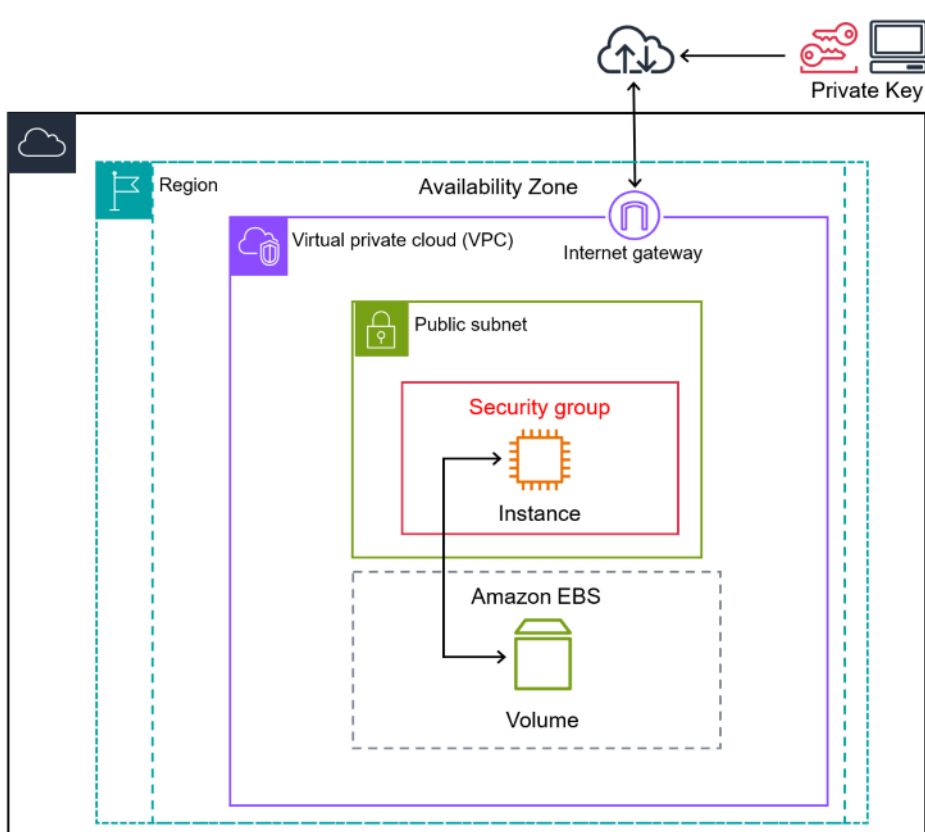 Private Key
Region
Availability Zone
Virtual private cloud (VPC)
Internet gateway
Public subnet
Security group
Instance
Amazon EBS
Volume